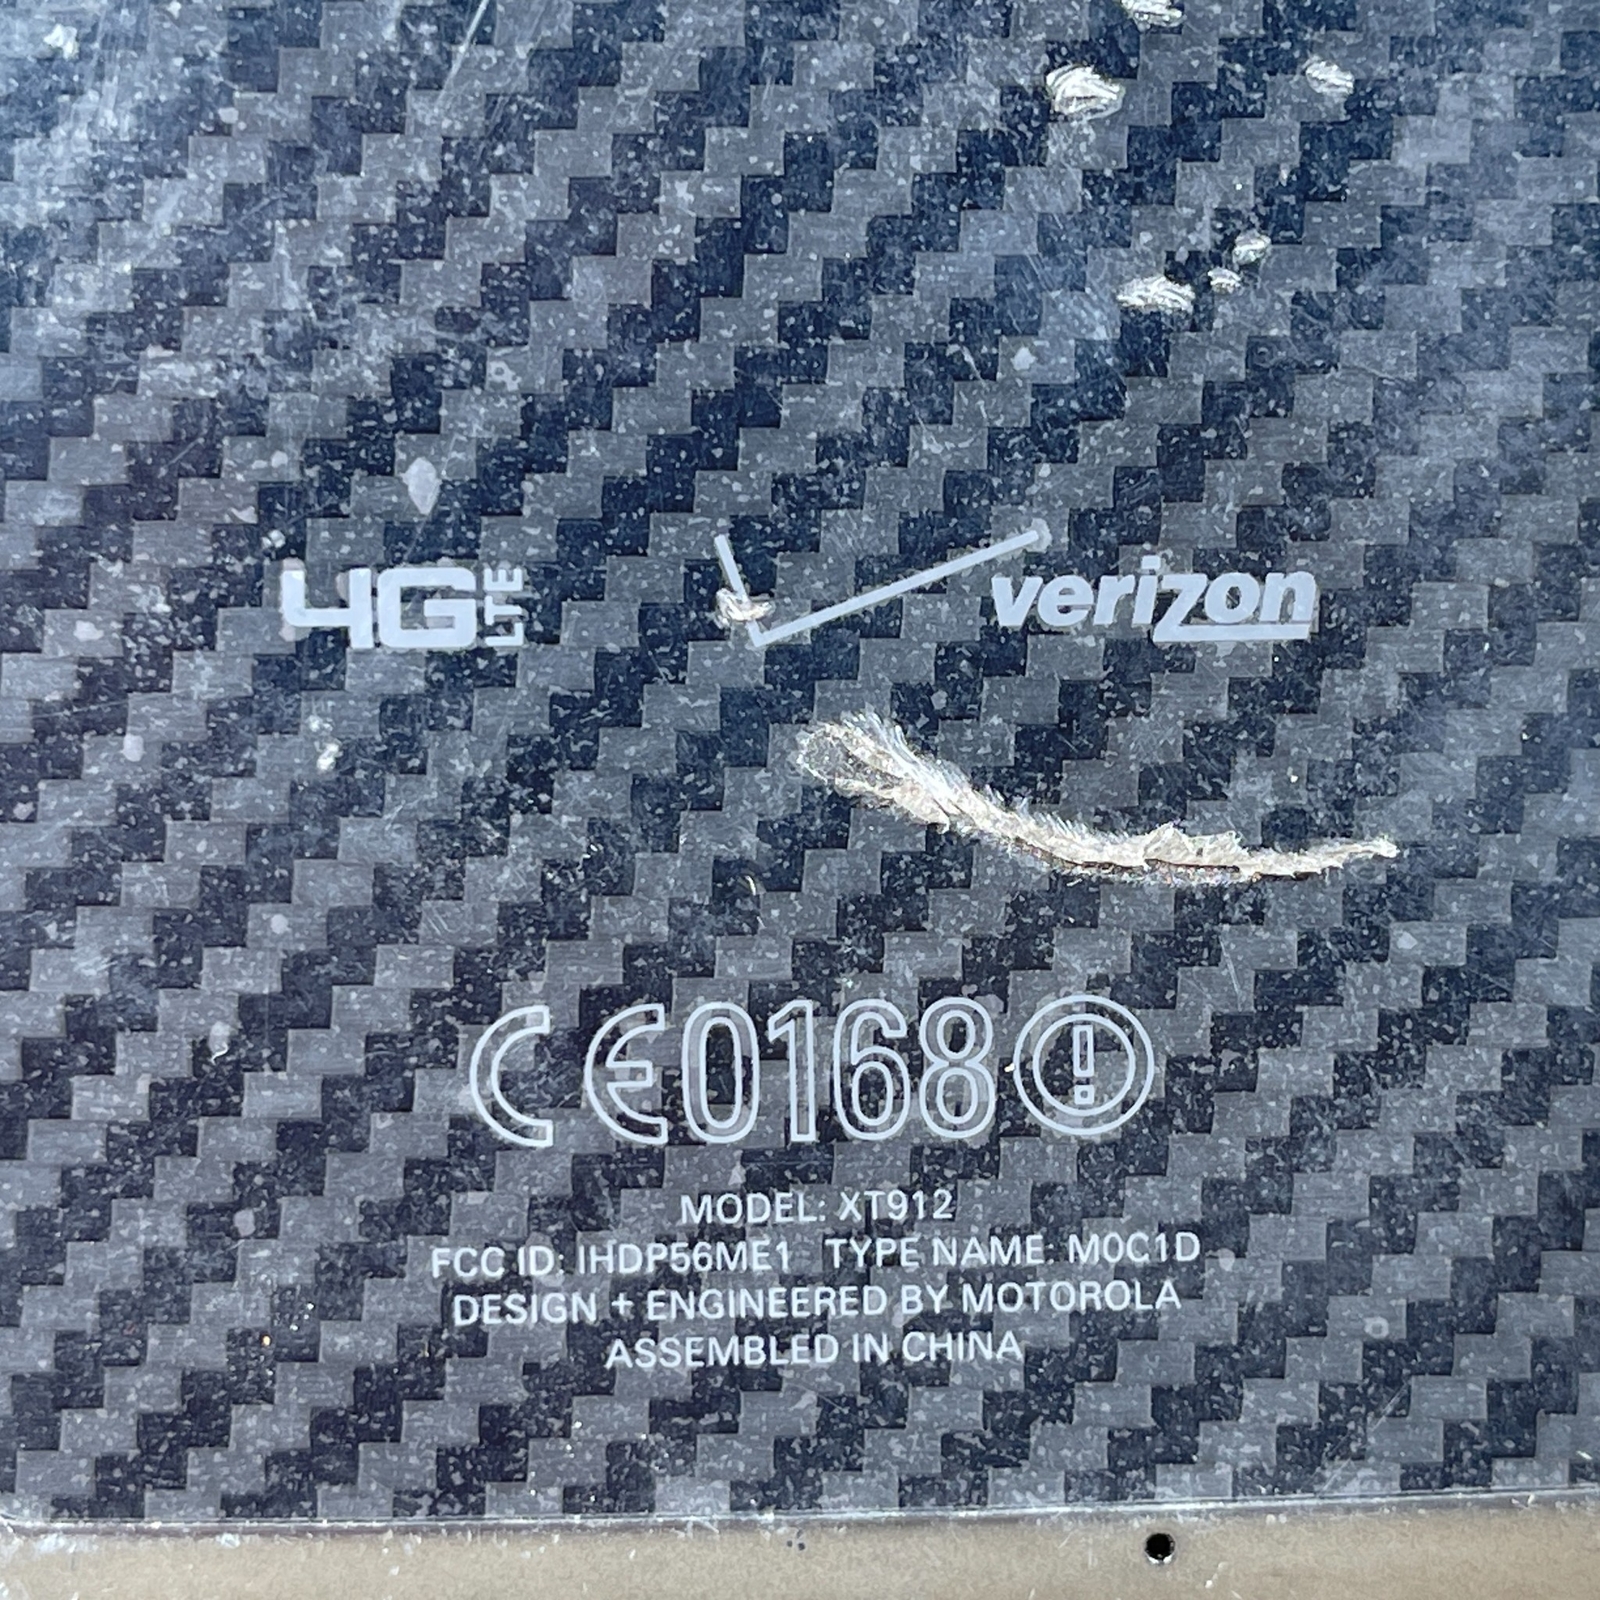 4G LTE verizon
CE0168
MODEL: XT912
FCC ID: IHDP56ME1 TYPE NAME: M0C1D
DESIGN + ENGINEERED BY MOTOROLA
ASSEMBLED IN CHINA